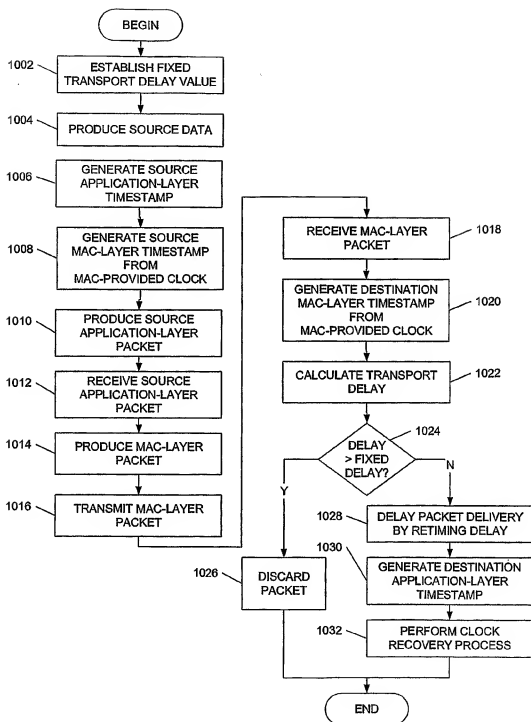 BEGIN
1002
ESTABLISH FIXED
TRANSPORT DELAY VALUE
1004
PRODUCE SOURCE DATA
1006
GENERATE SOURCE
APPLICATION-LAYER
TIMESTAMP
1008
GENERATE SOURCE
MAC-LAYER TIMESTAMP
FROM
MAC-PROVIDED CLOCK
1010
PRODUCE SOURCE
APPLICATION-LAYER
PACKET
1012
RECEIVE SOURCE
APPLICATION-LAYER
PACKET
1014
PRODUCE MAC-LAYER
PACKET
1016
TRANSMIT MAC-LAYER
PACKET
RECEIVE MAC-LAYER
PACKET
1018
GENERATE DESTINATION
MAC-LAYER TIMESTAMP
FROM
MAC-PROVIDED CLOCK
1020
CALCULATE TRANSPORT
DELAY
1022
1024
DELAY
> FIXED
DELAY?
Y
N
1026
DISCARD
PACKET
1028
DELAY PACKET DELIVERY
BY RETIMING DELAY
1030
GENERATE DESTINATION
APPLICATION-LAYER
TIMESTAMP
1032
PERFORM CLOCK
RECOVERY PROCESS
END